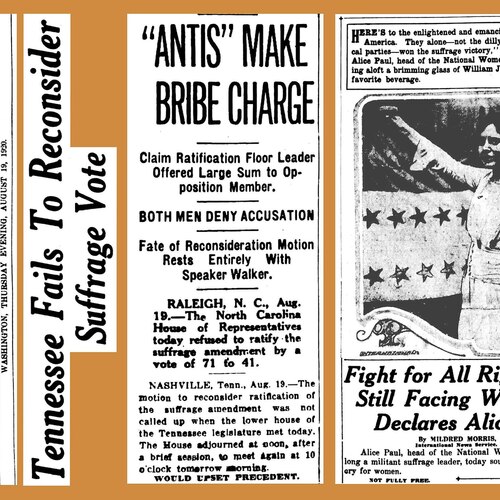 WASHINGTON, THURSDAY EVENING, AUGUST 19, 1920.
Tennessee Fails To Reconsider
Suffrage Vote
"ANTIS" MAKE
BRIBE CHARGE
Claim Ratification Floor Leader
Offered Large Sum to Op-
position Member.
BOTH MEN DENY ACCUSATION
Fate of Reconsideration Motion
Rests Entirely With
Speaker Walker.
RALEIGH, N. C., Aug.
19.—The North Carolina
House of Representatives
today refused to ratify the
suffrage amendment by a
vote of 71 to 41.
NASHVILLE, Tenn., Aug. 19.—The
motion to reconsider ratification of
the suffrage amendment was not
called up when the lower house of
the Tennessee legislature met today.
The House adjourned at noon, after
a brief session, to meet again at 10
o'clock tomorrow morning.
WOULD UPSET PRECEDENT.
HERE'S to the enlightened and emanci
America. They alone—not the dilly
cal parties—won the suffrage victory,"
Alice Paul, head of the National Wome
ing aloft a brimming glass of William J
favorite beverage.
INTERNATIONAL
Fight for All Ri
Still Facing W
Declares Alic
By MILDRED MORRIS,
International News Service.
Alice Paul, head of the National W
long a militant suffrage leader, today sou
ery for women.
NOT FULLY FREE.